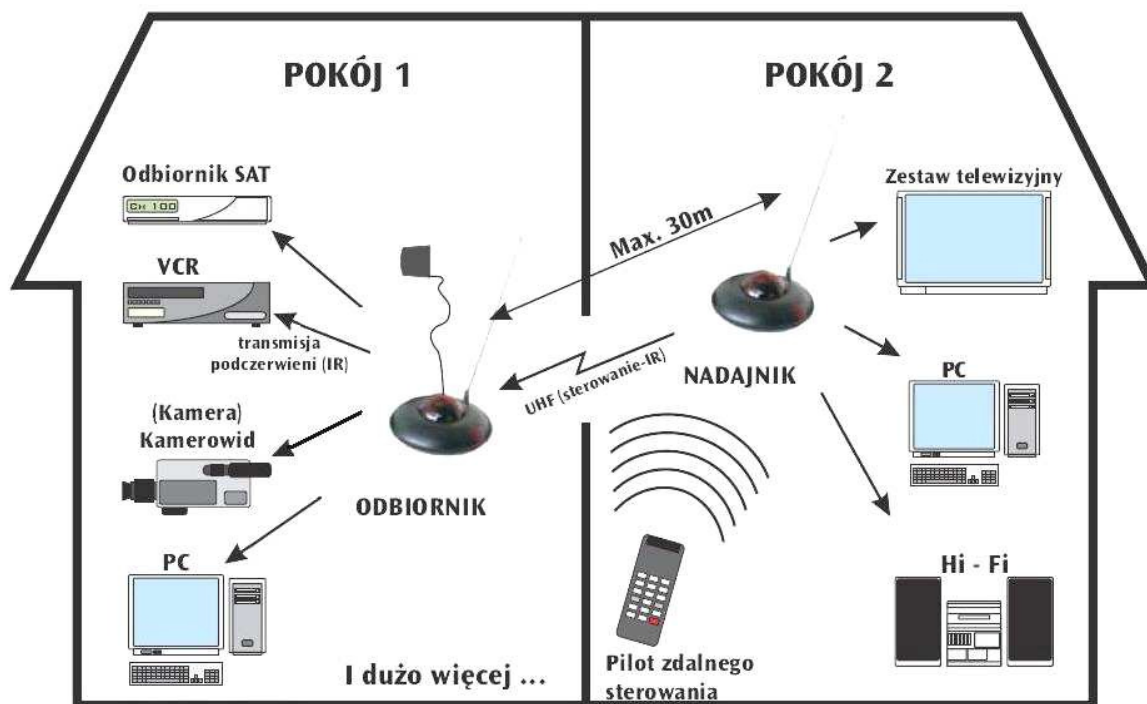 POKÓJ 1
POKÓJ 2
Odbiornik SAT
CH 100
VCR
transmisja
podczerwieni (IR)
(Kamera)
Kamerowid
ODBIORNIK
PC
I dużo więcej ...
Max. 30m
UHF (sterowanie-IR)
Zestaw telewizyjny
NADAJNIK
PC
Hi - Fi
Pilot zdalnego
sterowania